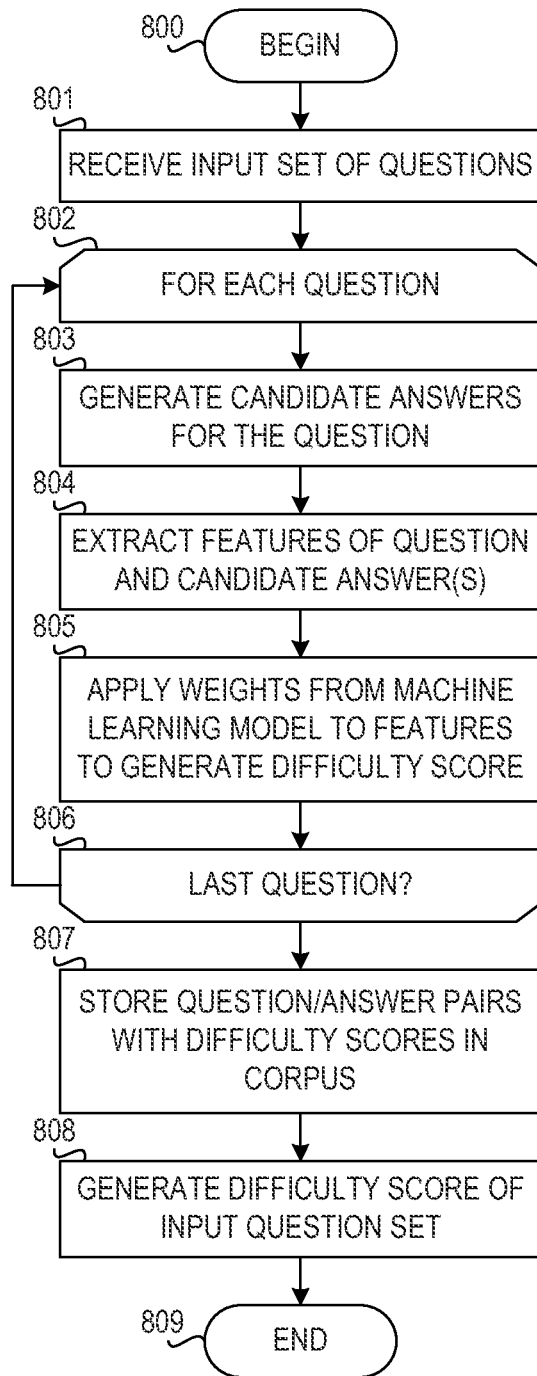 800
BEGIN
801
RECEIVE INPUT SET OF QUESTIONS
802
FOR EACH QUESTION
803
GENERATE CANDIDATE ANSWERS
FOR THE QUESTION
804
EXTRACT FEATURES OF QUESTION
AND CANDIDATE ANSWER(S)
805
APPLY WEIGHTS FROM MACHINE
LEARNING MODEL TO FEATURES
TO GENERATE DIFFICULTY SCORE
806
LAST QUESTION?
807
STORE QUESTION/ANSWER PAIRS
WITH DIFFICULTY SCORES IN
CORPUS
808
GENERATE DIFFICULTY SCORE OF
INPUT QUESTION SET
809
END